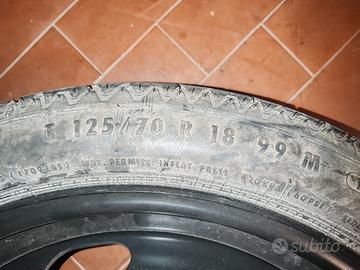 T 125/70 R 18 99 M
MAX. PERMISS. INFLAT. PRESS
subito